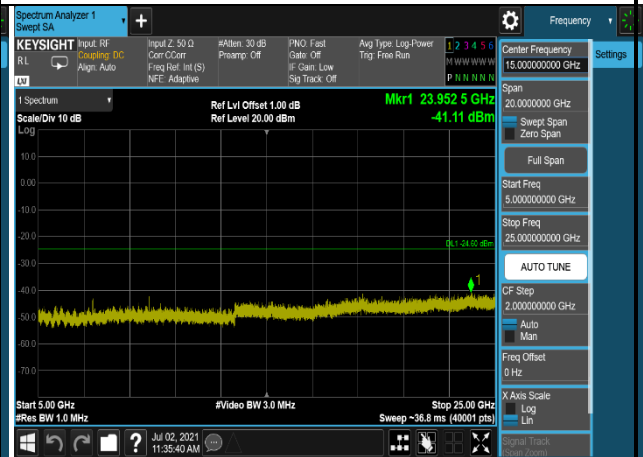 Spectrum Analyzer 1
Swept SA
Frequency
KEYSIGHT
RL
LXI
Input: RF
Coupling: DC
Align: Auto
Input Z: 50 Ω
Corr CCorr
Freq Ref: Int (S)
NFE: Adaptive
#Atten: 30 dB
Preamp: Off
PNO: Fast
Gate: Off
IF Gain: Low
Sig Track: Off
Avg Type: Log-Power
Trig: Free Run
1 2 3 4 5 6
M W W W W W
P N N N N N
1 Spectrum
Scale/Div 10 dB
Ref Lvl Offset 1.00 dB
Ref Level 20.00 dBm
Mkr1 23.952 5 GHz
-41.11 dBm
Log
10.0
0.00
-10.0
-20.0
-30.0
-40.0
-50.0
-60.0
-70.0
DL1 -24.60 dBm
1
Start 5.00 GHz
#Res BW 1.0 MHz
#Video BW 3.0 MHz
Stop 25.00 GHz
Sweep ~36.8 ms (40001 pts)
Jul 02, 2021
11:35:40 AM
Center Frequency
15.000000000 GHz
Settings
Span
20.0000000 GHz
Swept Span
Zero Span
Full Span
Start Freq
5.000000000 GHz
Stop Freq
25.000000000 GHz
AUTO TUNE
CF Step
2.000000000 GHz
Auto
Man
Freq Offset
0 Hz
X Axis Scale
Log
Lin
Signal Track
(Span Zoom)